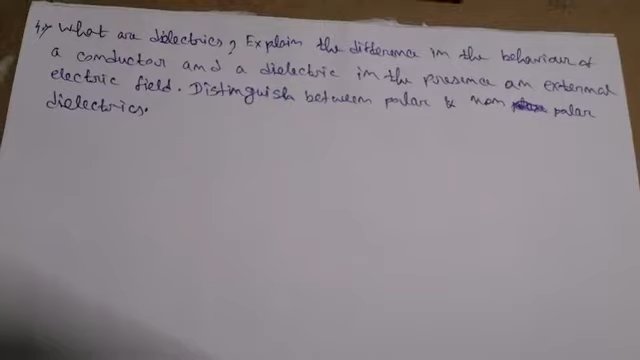 4, What are dielectrics, Explain the difference in the behaviour of
a conductor and a dielectric in the presence an external
electric field. Distinguish between polar & non polar
dielectrics.